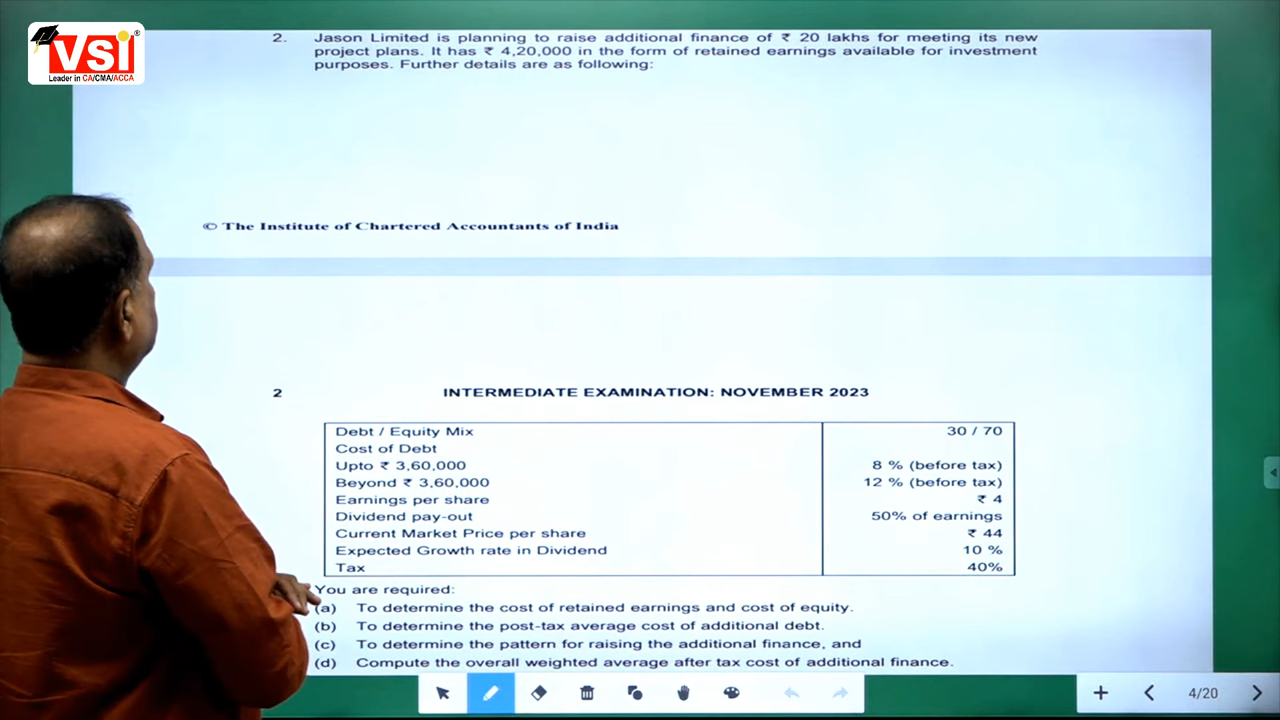 VSI
Leader in CA/CMA/ACCA
2. Jason Limited is planning to raise additional finance of ₹ 20 lakhs for meeting its new
project plans. It has ₹ 4,20,000 in the form of retained earnings available for investment
purposes. Further details are as following:
© The Institute of Chartered Accountants of India
2 INTERMEDIATE EXAMINATION: NOVEMBER 2023
Debt / Equity Mix 30 / 70
Cost of Debt
Upto ₹ 3,60,000 8 % (before tax)
Beyond ₹ 3,60,000 12 % (before tax)
Earnings per share ₹ 4
Dividend pay-out 50% of earnings
Current Market Price per share ₹ 44
Expected Growth rate in Dividend 10 %
Tax 40%
You are required:
(a) To determine the cost of retained earnings and cost of equity.
(b) To determine the post-tax average cost of additional debt.
(c) To determine the pattern for raising the additional finance, and
(d) Compute the overall weighted average after tax cost of additional finance.
4/20